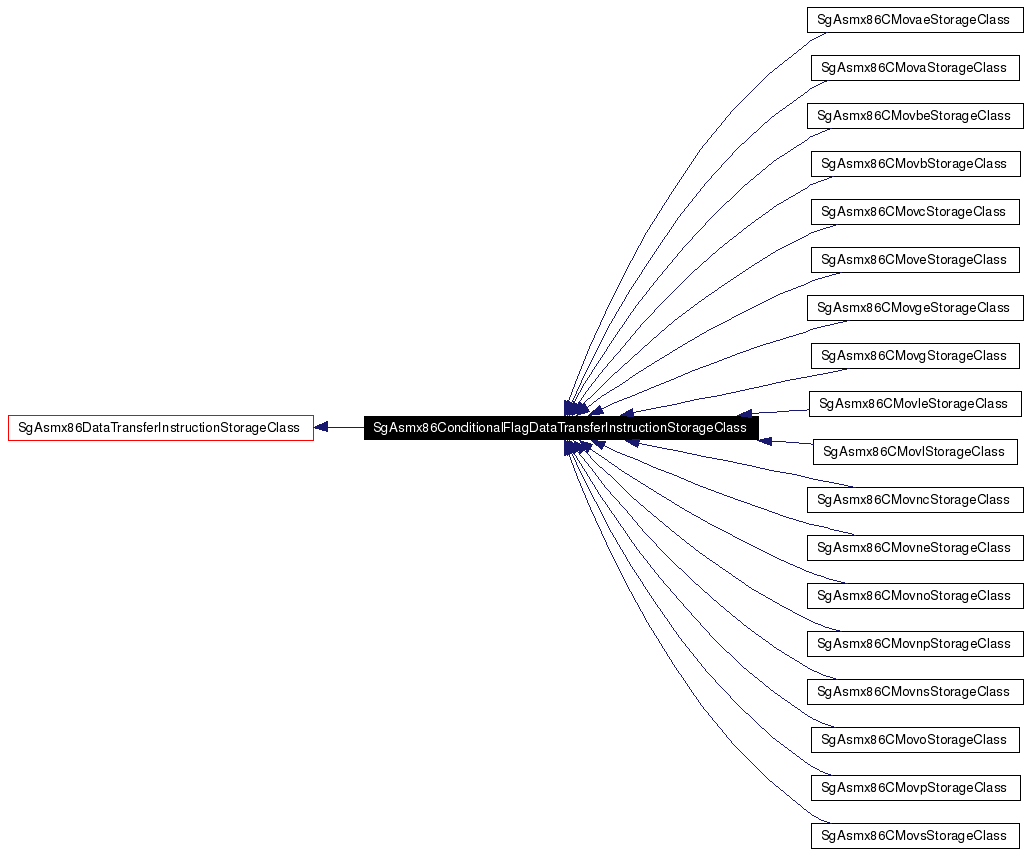 SgAsmx86CMovaeStorageClass
SgAsmx86CMovaStorageClass
SgAsmx86CMovbeStorageClass
SgAsmx86CMovbStorageClass
SgAsmx86CMovcStorageClass
SgAsmx86CMoveStorageClass
SgAsmx86CMovgeStorageClass
SgAsmx86CMovgStorageClass
SgAsmx86CMovleStorageClass
SgAsmx86DataTransferInstructionStorageClass
SgAsmx86ConditionalFlagDataTransferInstructionStorageClass
SgAsmx86CMovlStorageClass
SgAsmx86CMovncStorageClass
SgAsmx86CMovneStorageClass
SgAsmx86CMovnoStorageClass
SgAsmx86CMovnpStorageClass
SgAsmx86CMovnsStorageClass
SgAsmx86CMovoStorageClass
SgAsmx86CMovpStorageClass
SgAsmx86CMovsStorageClass